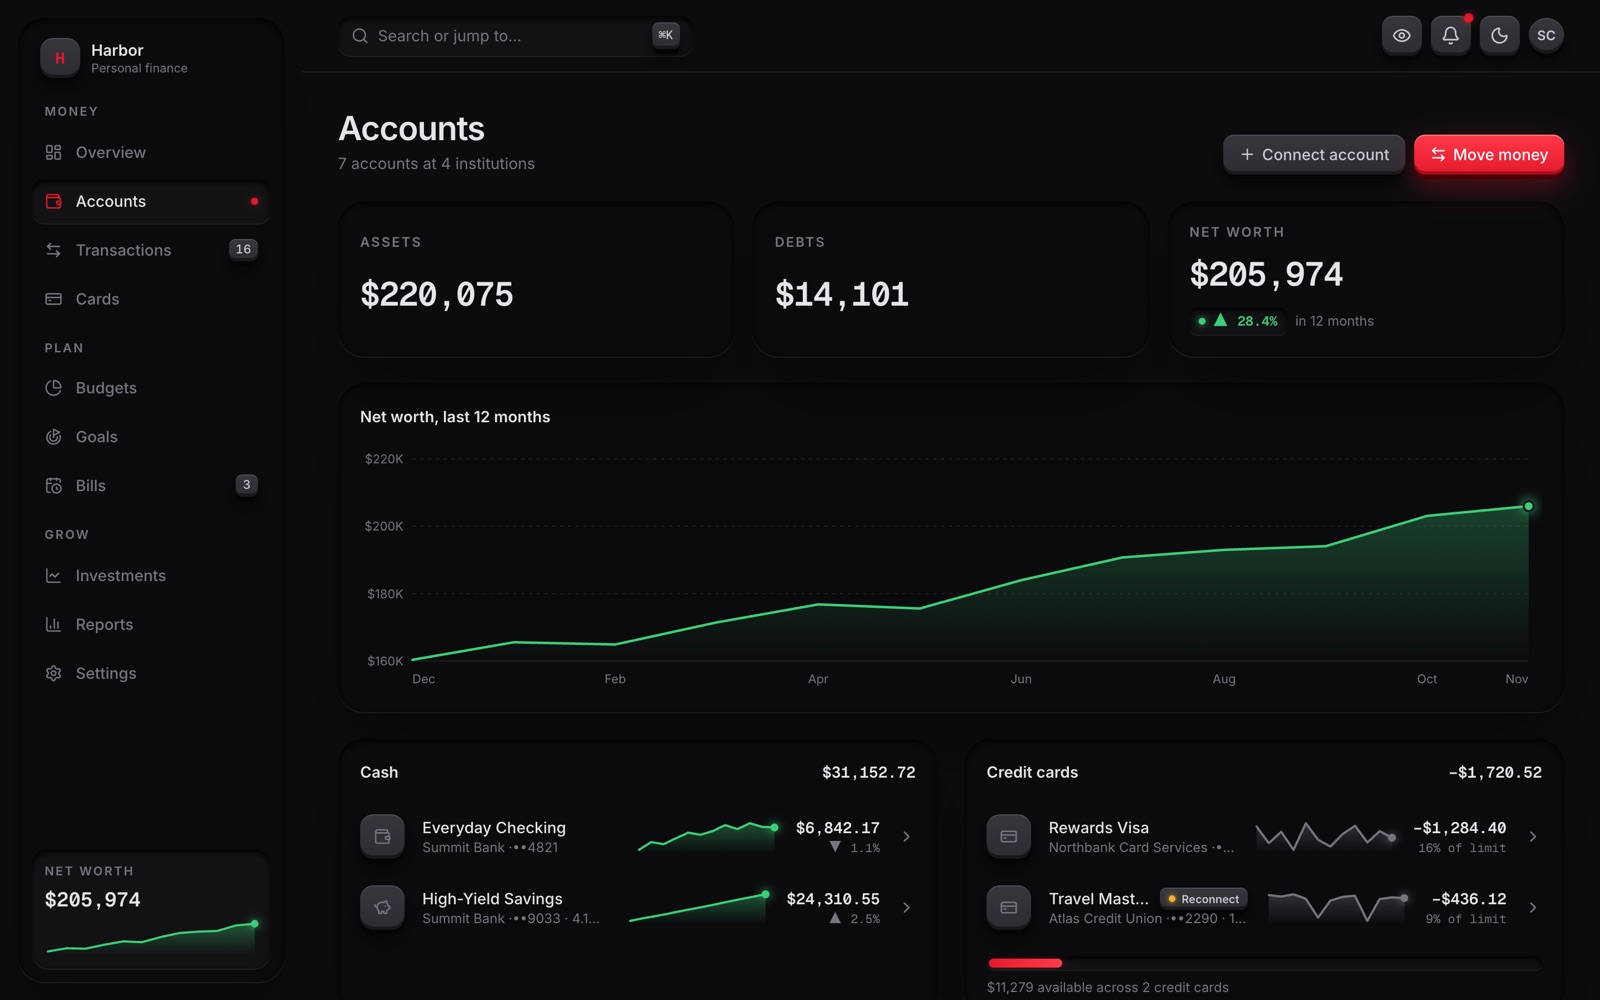 H
Harbor
Personal finance
MONEY
Overview
Accounts
Transactions 16
Cards
PLAN
Budgets
Goals
Bills 3
GROW
Investments
Reports
Settings
NET WORTH
$205,974
Search or jump to... ⌘K
SC
Accounts
7 accounts at 4 institutions
Connect account
Move money
ASSETS
$220,075
DEBTS
$14,101
NET WORTH
$205,974
▲ 28.4% in 12 months
Net worth, last 12 months
$220K
$200K
$180K
$160K
Dec Feb Apr Jun Aug Oct Nov
Cash $31,152.72
Everyday Checking $6,842.17
Summit Bank ·••4821 ▼ 1.1%
High-Yield Savings $24,310.55
Summit Bank ·••9033 · 4.1... ▲ 2.5%
Credit cards −$1,720.52
Rewards Visa −$1,284.40
Northbank Card Services ·•... 16% of limit
Travel Mast... Reconnect −$436.12
Atlas Credit Union ·••2290 · 1... 9% of limit
$11,279 available across 2 credit cards